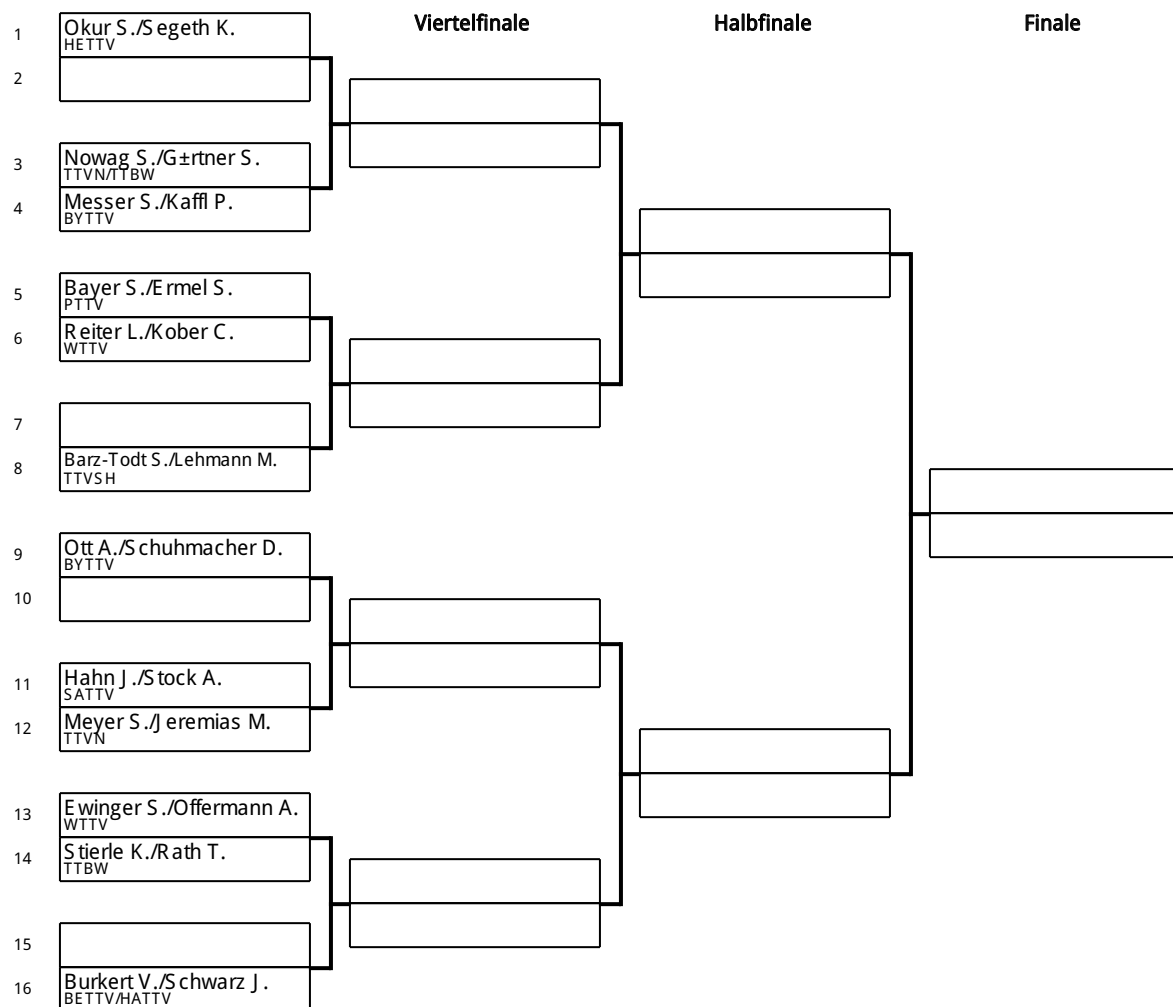 Viertelfinale Halbfinale Finale
1 Okur S./Segeth K.
HETTV
2
3 Nowag S./G±rtner S.
TTVN/TTBW
4 Messer S./Kaffl P.
BYTTV
5 Bayer S./Ermel S.
PTTV
6 Reiter L./Kober C.
WTTV
7
8 Barz-Todt S./Lehmann M.
TTVSH
9 Ott A./Schuhmacher D.
BYTTV
10
11 Hahn J./Stock A.
SATTV
12 Meyer S./Jeremias M.
TTVN
13 Ewinger S./Offermann A.
WTTV
14 Stierle K./Rath T.
TTBW
15
16 Burkert V./Schwarz J.
BETTV/HATTV